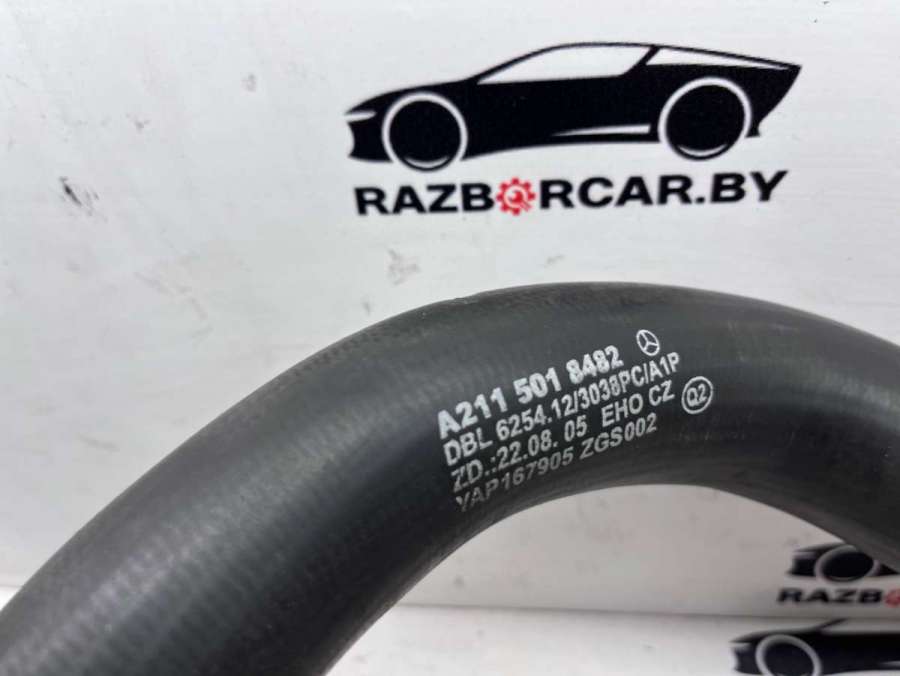 RAZBORCAR.BY
A211 501 8482
DBL 6254.12/3038PC/A1P
ZD.:22.08.05 EHO CZ Q2
YAP167905 ZGS002
RAZBO